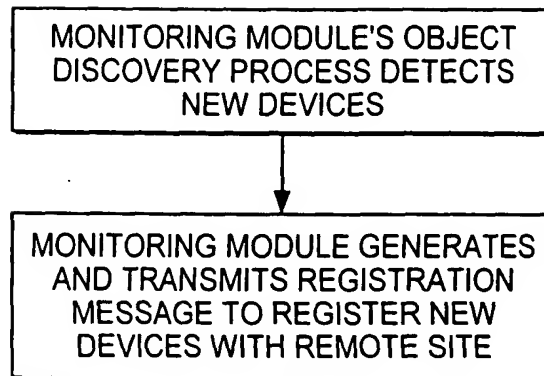 MONITORING MODULE'S OBJECT
DISCOVERY PROCESS DETECTS
NEW DEVICES
MONITORING MODULE GENERATES
AND TRANSMITS REGISTRATION
MESSAGE TO REGISTER NEW
DEVICES WITH REMOTE SITE